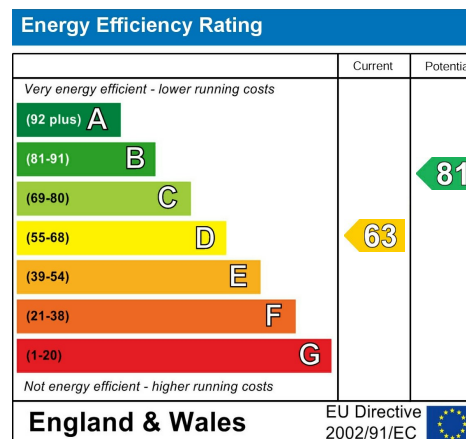 Energy Efficiency Rating
Current Potentia
Very energy efficient - lower running costs
(92 plus) A
(81-91) B
(69-80) C
(55-68) D
(39-54) E
(21-38) F
(1-20) G
63
81
Not energy efficient - higher running costs
England & Wales
EU Directive
2002/91/EC